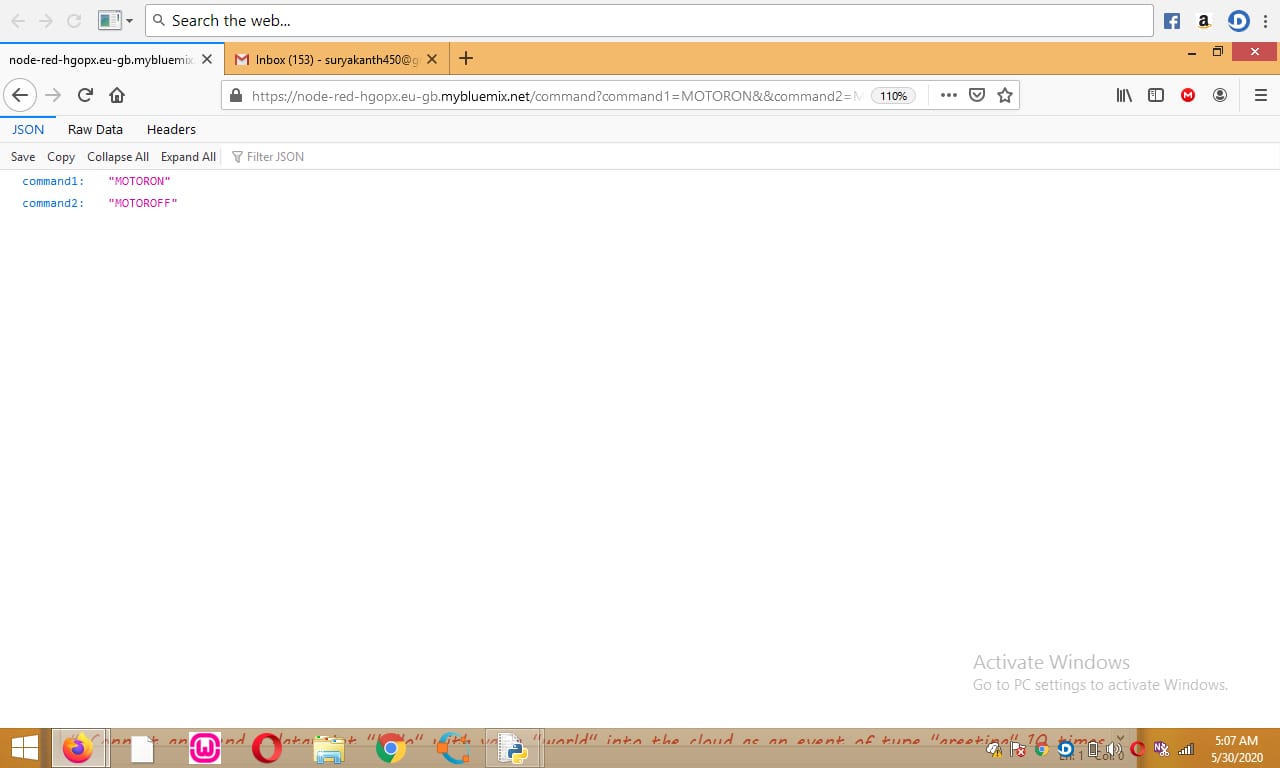 Search the web...
node-red-hgopx.eu-gb.mybluemix.
Inbox (153) - suryakanth450@g
https://node-red-hgopx.eu-gb.mybluemix.net/command?command1=MOTORON&&command2=M
110%
JSON Raw Data Headers
Save Copy Collapse All Expand All Filter JSON
command1: "MOTORON"
command2: "MOTOROFF"
Activate Windows
Go to PC settings to activate Windows.
"world" into the cloud as an event of type "greeting" 10 times
Ln: 1 Col: 0
5:07 AM
5/30/2020